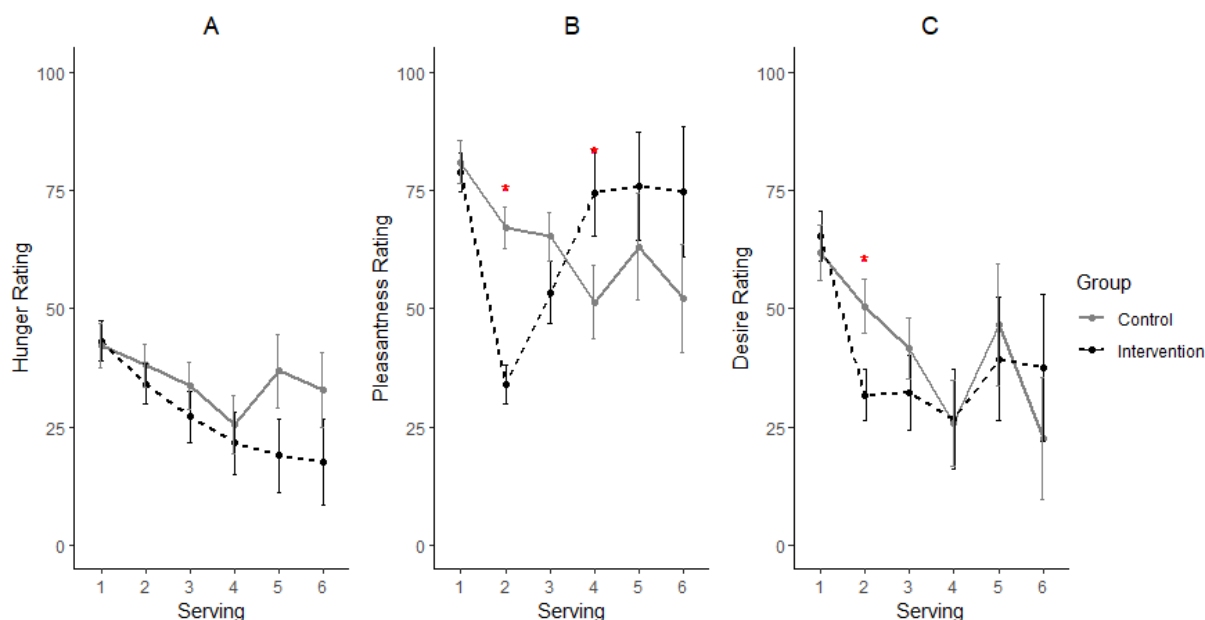 A
Hunger Rating
100
75
50
25
0
1 2 3 4 5 6
Serving
B
Pleasantness Rating
100
75
50
25
0
*
*
1 2 3 4 5 6
Serving
C
Desire Rating
100
75
50
25
0
*
1 2 3 4 5 6
Serving
Group
Control
Intervention